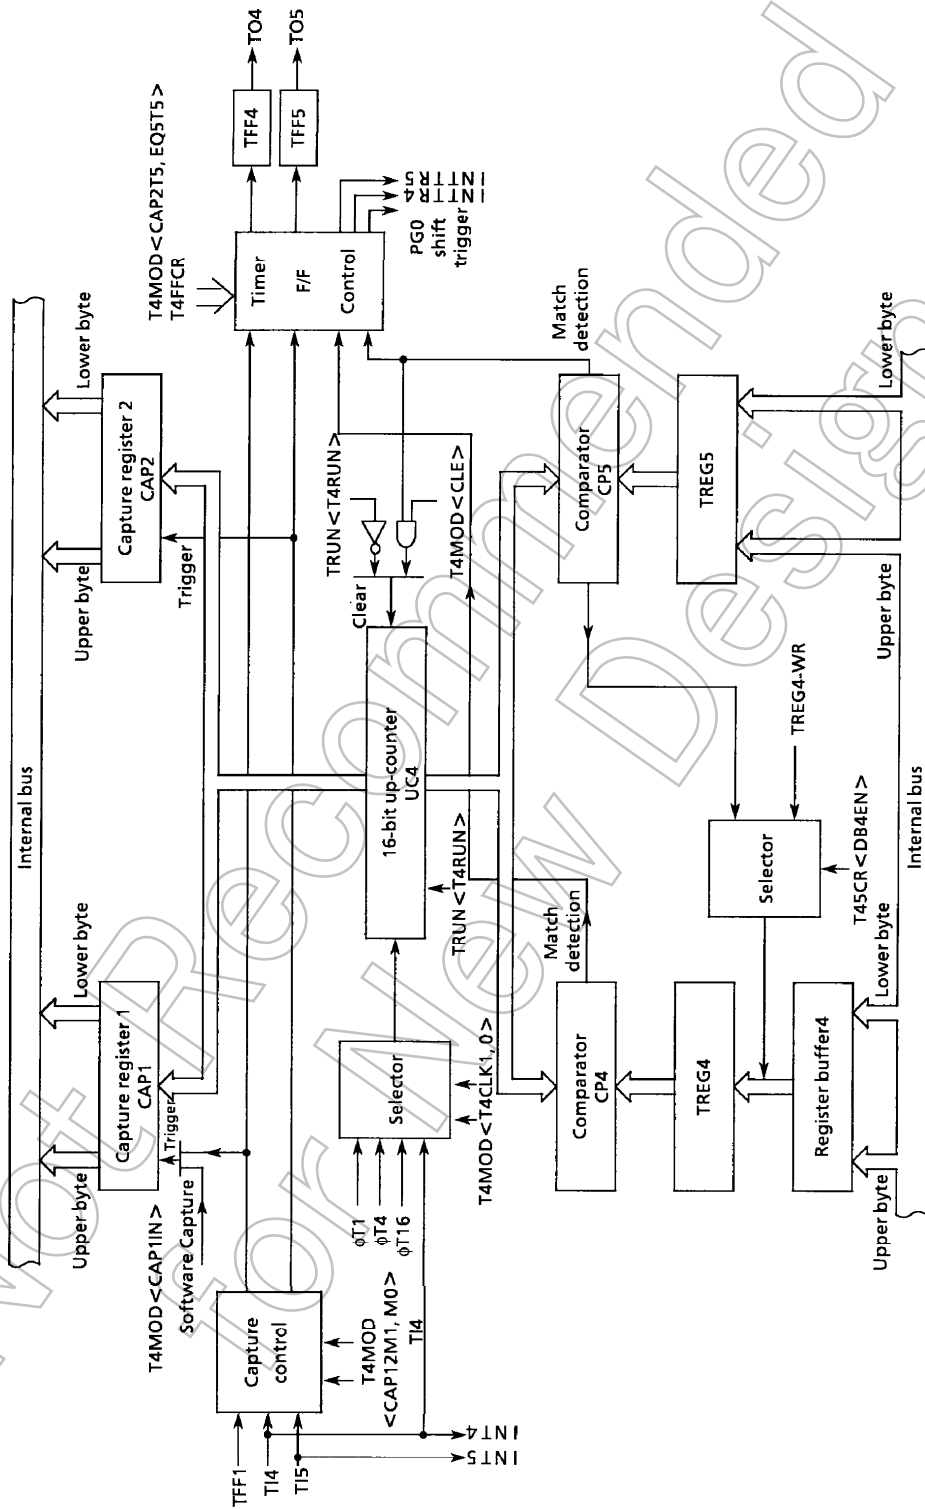 Internal bus
Upper byte
Lower byte
Upper byte
Lower byte
Capture register 1
CAP1
Capture register 2
CAP2
T4MOD<CAP1IN>
Software Capture
Trigger
Trigger
T4MOD<CAP2T5, EQ5T5>
T4FFCR
TFF1
TI4
TI5
Capture
control
T4MOD
<CAP12M1, M0>
INT5
INT4
Timer
F/F
Control
TFF4
TO4
TFF5
TO5
PG0
shift
trigger
INTTR4
INTTR5
TRUN<T4RUN>
Clear
T4MOD<CLE>
ϕT1
ϕT4
ϕT16
TI4
Selector
T4MOD<T4CLK1, 0>
16-bit up-counter
UC4
TRUN<T4RUN>
Match
detection
Match
detection
Comparator
CP4
Comparator
CP5
TREG4
TREG5
Selector
TREG4-WR
T45CR<DB4EN>
Register buffer4
Upper byte
Lower byte
Upper byte
Lower byte
Internal bus
Not Recommended
for New Design